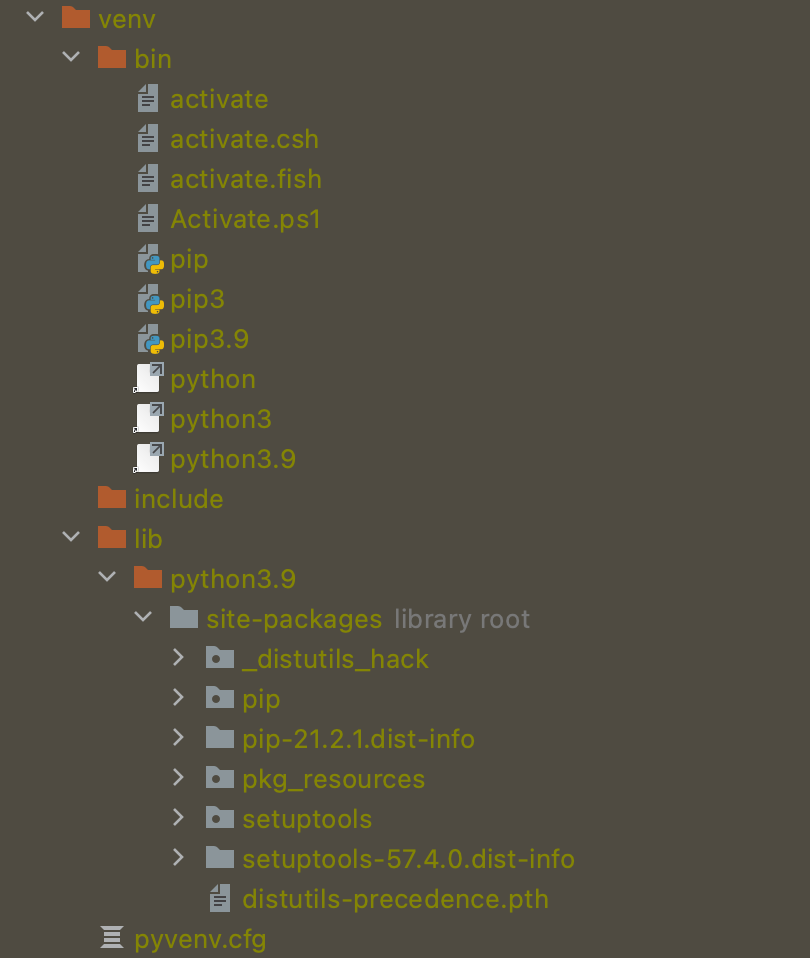 venv
bin
activate
activate.csh
activate.fish
Activate.ps1
pip
pip3
pip3.9
python
python3
python3.9
include
lib
python3.9
site-packages library root
_distutils_hack
pip
pip-21.2.1.dist-info
pkg_resources
setuptools
setuptools-57.4.0.dist-info
distutils-precedence.pth
pyvenv.cfg